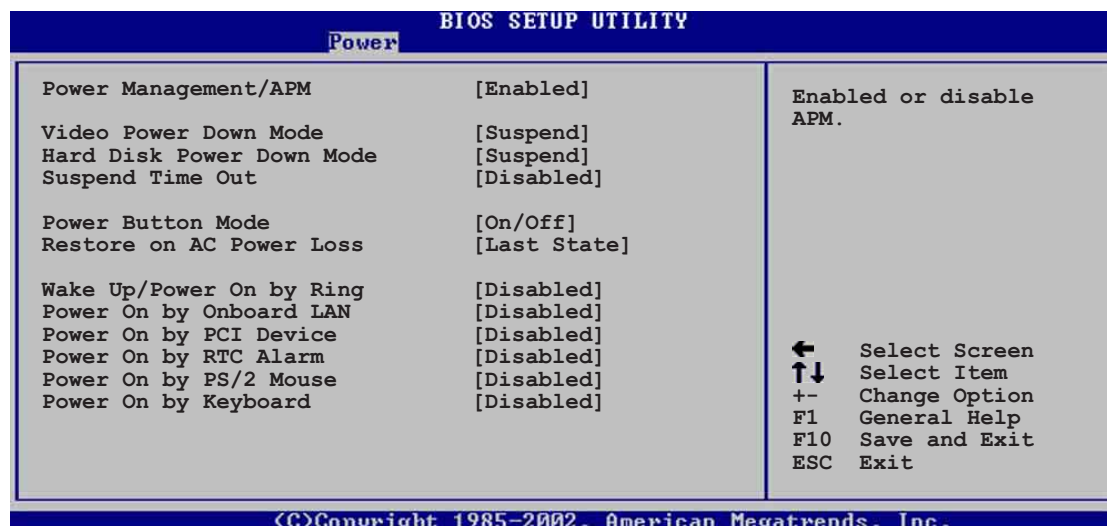 BIOS SETUP UTILITY
Power
Power Management/APM [Enabled]
Video Power Down Mode [Suspend]
Hard Disk Power Down Mode [Suspend]
Suspend Time Out [Disabled]
Power Button Mode [On/Off]
Restore on AC Power Loss [Last State]
Wake Up/Power On by Ring [Disabled]
Power On by Onboard LAN [Disabled]
Power On by PCI Device [Disabled]
Power On by RTC Alarm [Disabled]
Power On by PS/2 Mouse [Disabled]
Power On by Keyboard [Disabled]
Enabled or disable
APM.
← Select Screen
↑↓ Select Item
+- Change Option
F1 General Help
F10 Save and Exit
ESC Exit
(C)Copyright 1985-2002, American Megatrends, Inc.